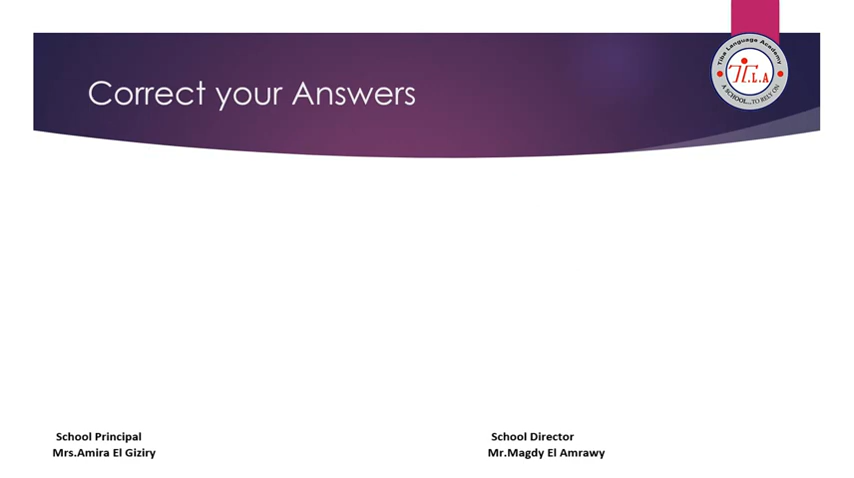 Correct your Answers
Tiba Language Academy
T.L.A
A SCHOOL...TO RELY ON
School Principal
Mrs.Amira El Giziry
School Director
Mr.Magdy El Amrawy